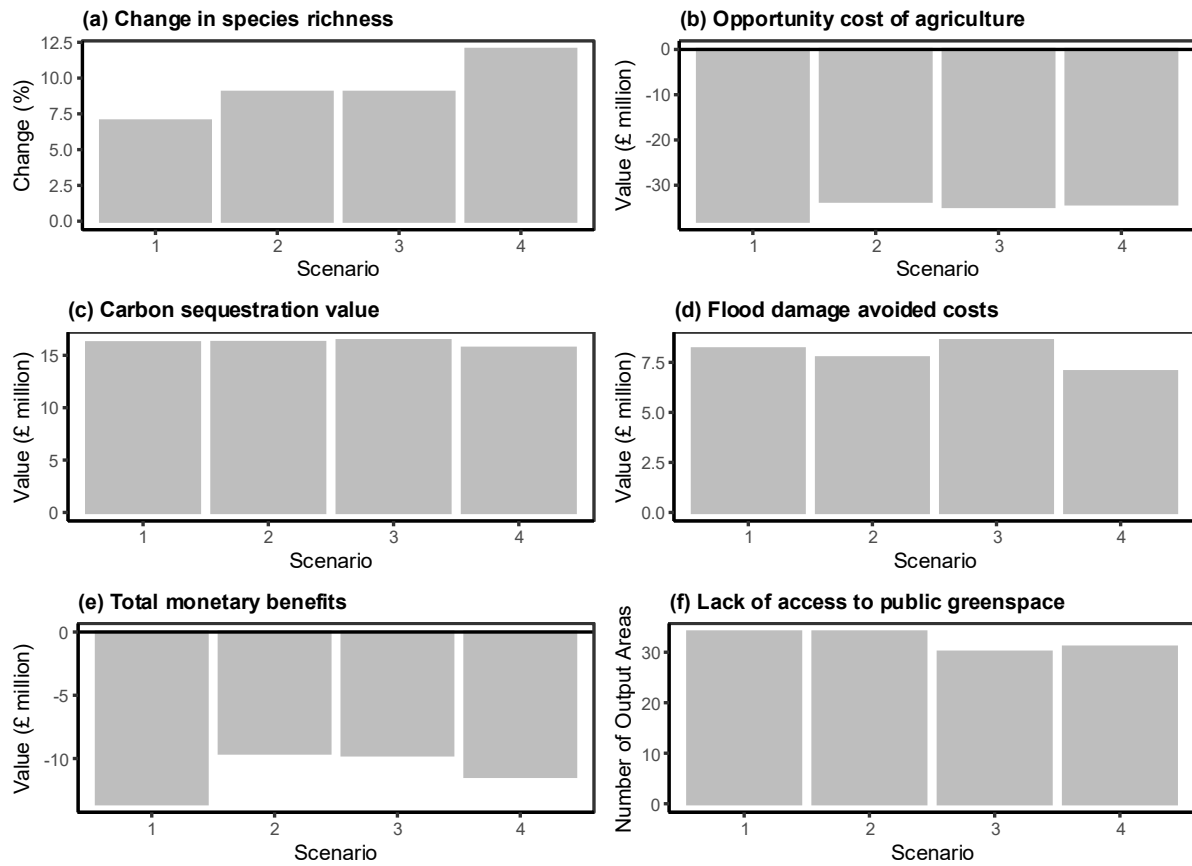 (a) Change in species richness
Change (%)
12.5
10.0
7.5
5.0
2.5
0.0
1 2 3 4
Scenario
(b) Opportunity cost of agriculture
Value (£ million)
0
-10
-20
-30
1 2 3 4
Scenario
(c) Carbon sequestration value
Value (£ million)
15
10
5
0
1 2 3 4
Scenario
(d) Flood damage avoided costs
Value (£ million)
7.5
5.0
2.5
0.0
1 2 3 4
Scenario
(e) Total monetary benefits
Value (£ million)
0
-5
-10
1 2 3 4
Scenario
(f) Lack of access to public greenspace
Number of Output Areas
30
20
10
0
1 2 3 4
Scenario